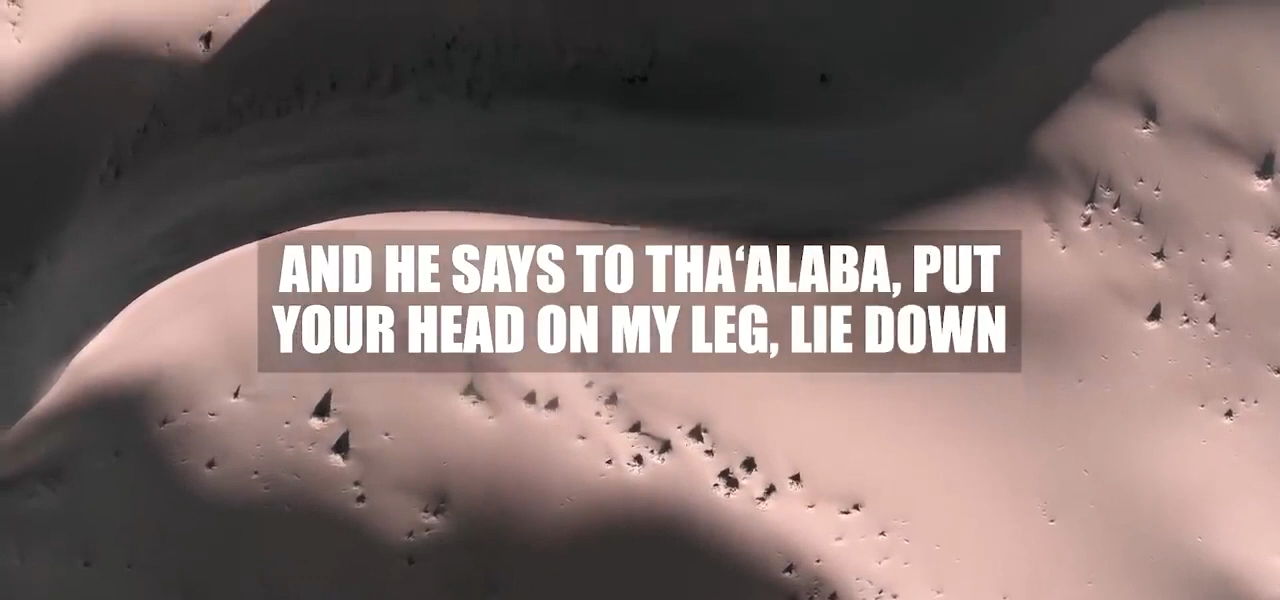 AND HE SAYS TO THA‘ALABA, PUT
YOUR HEAD ON MY LEG, LIE DOWN